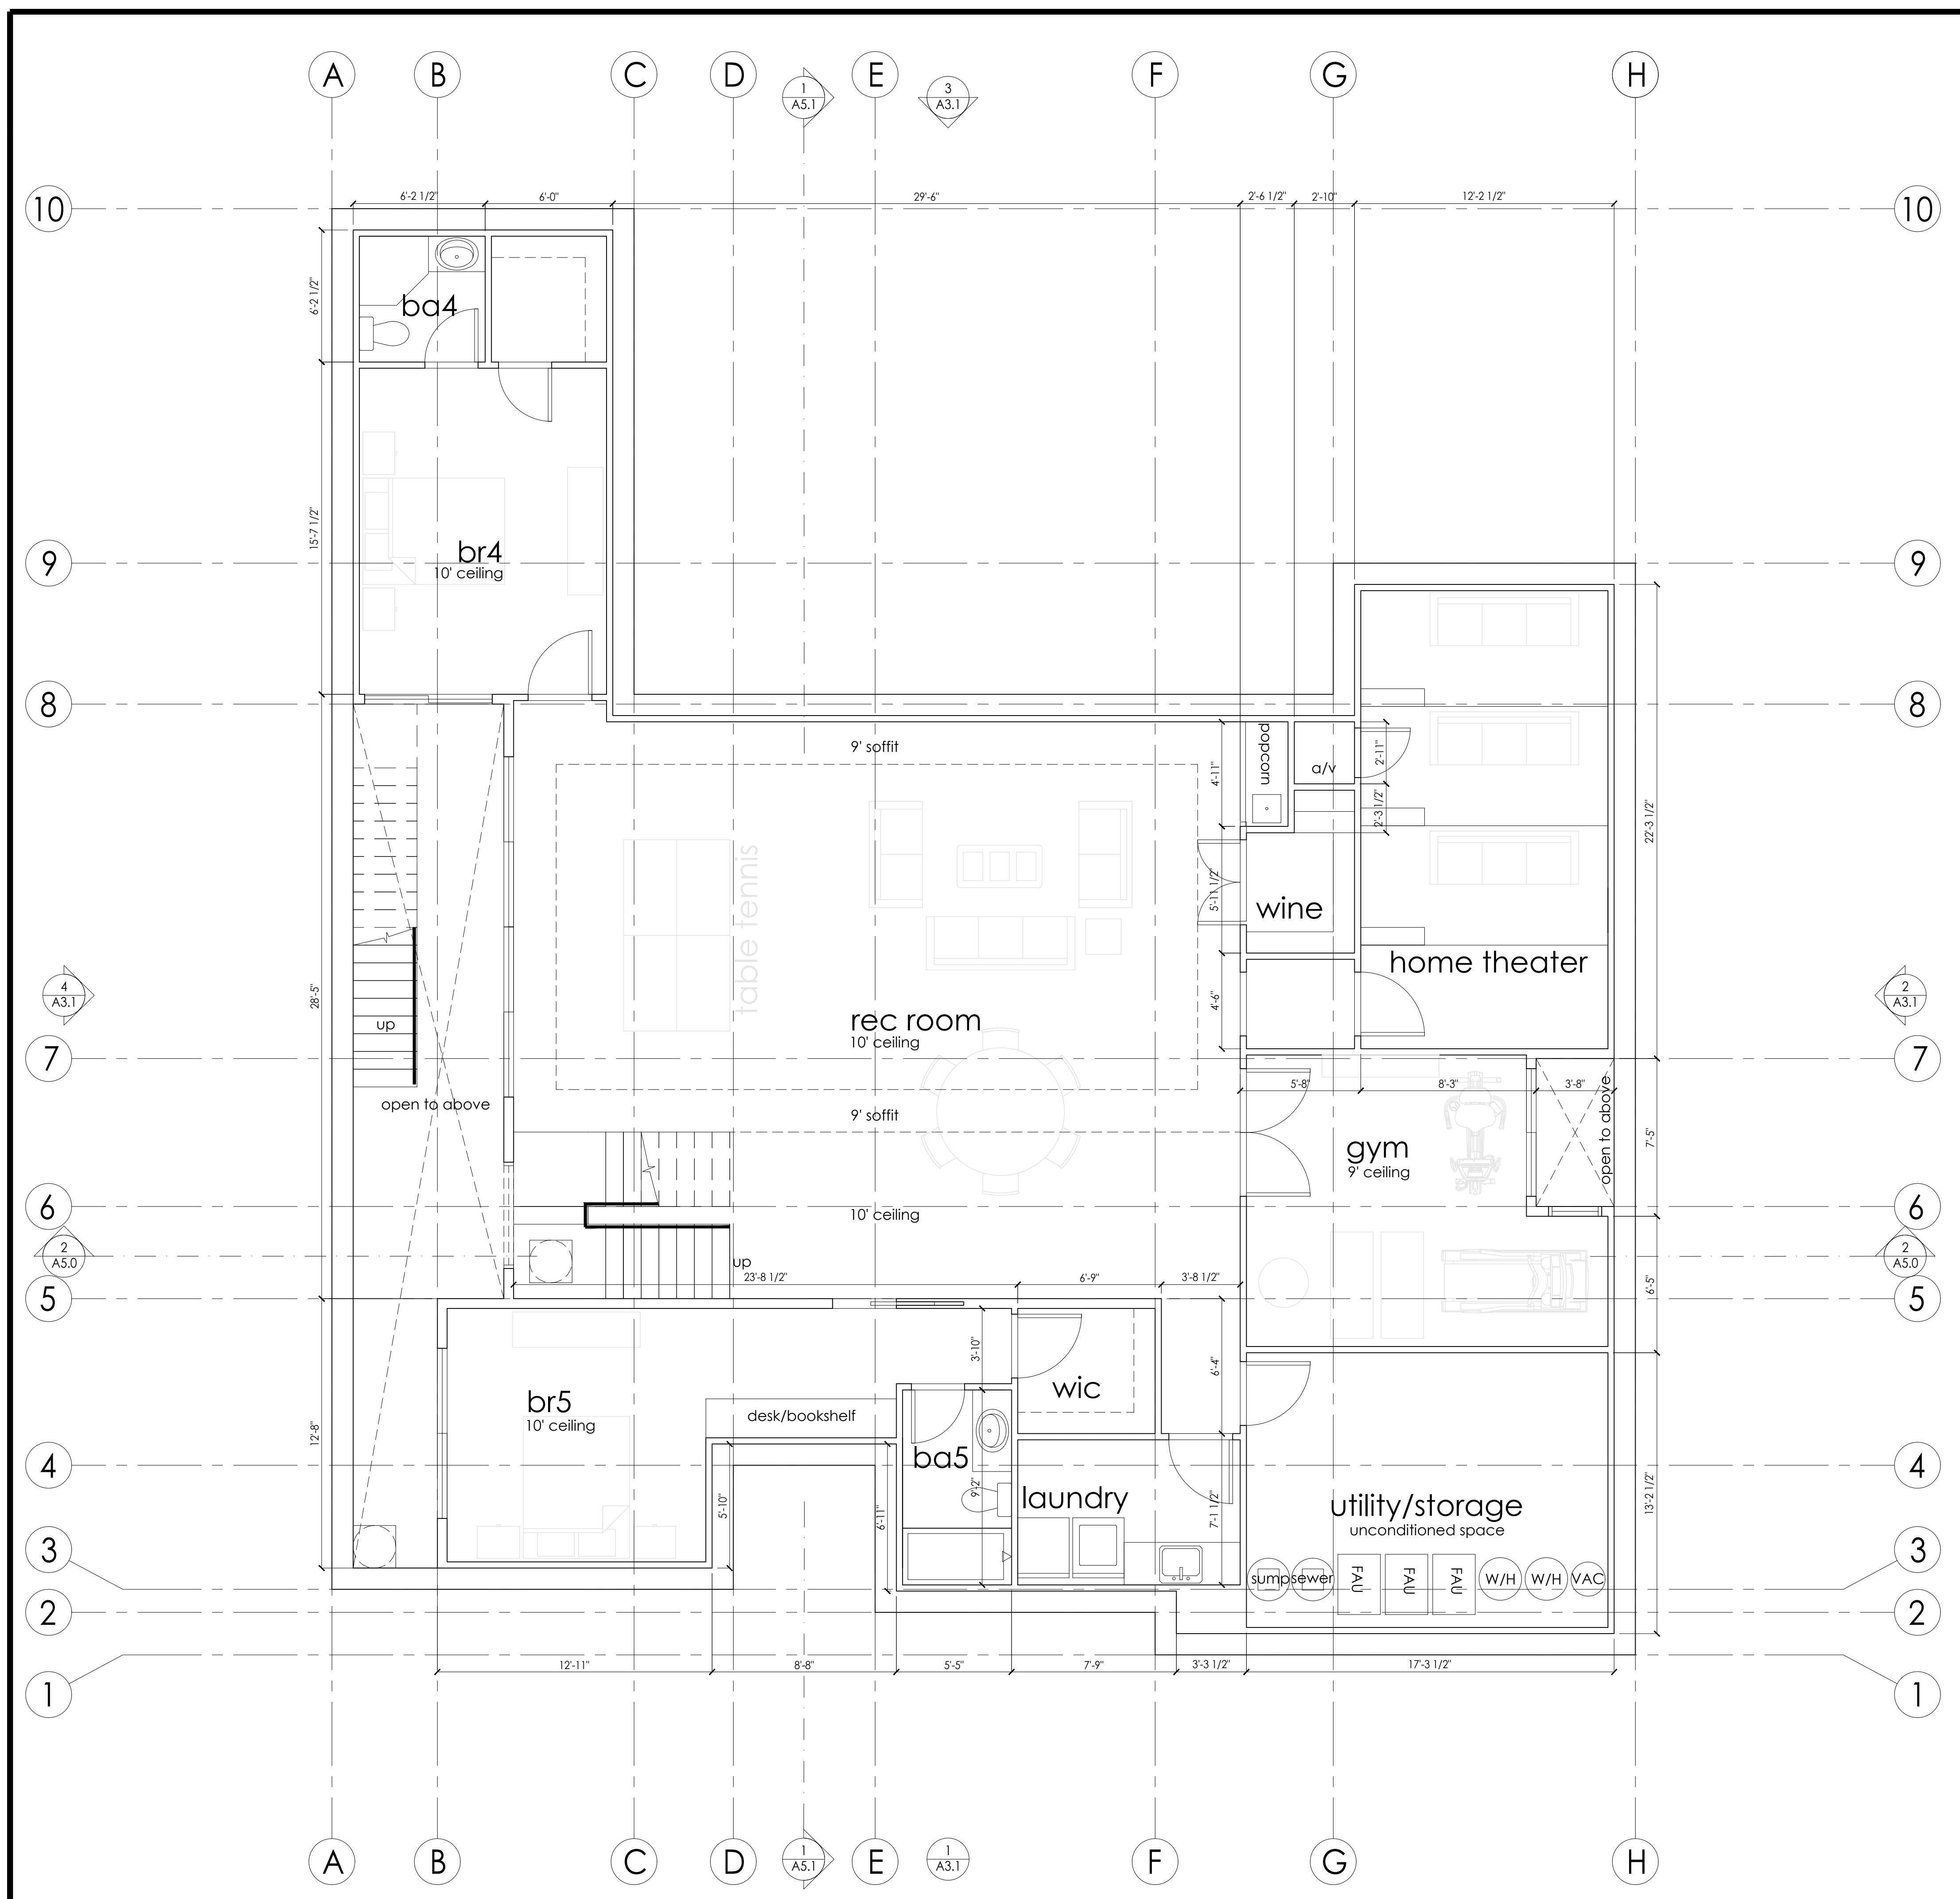 A B C D E F G H
1
A5.1
3
A3.1
10 10
6'-2 1/2" 6'-0" 29'-6" 2'-6 1/2" 2'-10" 12'-2 1/2"
6'-2 1/2"
ba4
15'-7 1/2"
br4
10' ceiling
9 9
8 8
9' soffit
popcorn
a/v
4'-11"
2'-11"
2'-3 1/2"
22'-3 1/2"
table tennis
5'-11 1/2"
wine
home theater
4
A3.1
28'-5"
up
rec room
10' ceiling
4'-6"
2
A3.1
7 7
open to above
9' soffit
5'-8" 8'-3" 3'-8"
open to above
7'-5"
gym
9' ceiling
6 6
10' ceiling
2
A5.0
2
A5.0
up
23'-8 1/2" 6'-9" 3'-8 1/2"
6'-5"
5 5
3'-10"
6'-4"
wic
br5
10' ceiling
desk/bookshelf
12'-8"
4 4
ba5
9'-2"
5'-10"
6'-11"
laundry
7'-1 1/2"
utility/storage
unconditioned space
13'-2 1/2"
3 3
sump sewer FAU FAU FAU W/H W/H VAC
2 2
12'-11" 8'-8" 5'-5" 7'-9" 3'-3 1/2" 17'-3 1/2"
1 1
A B C D E F G H
1
A5.1
1
A3.1